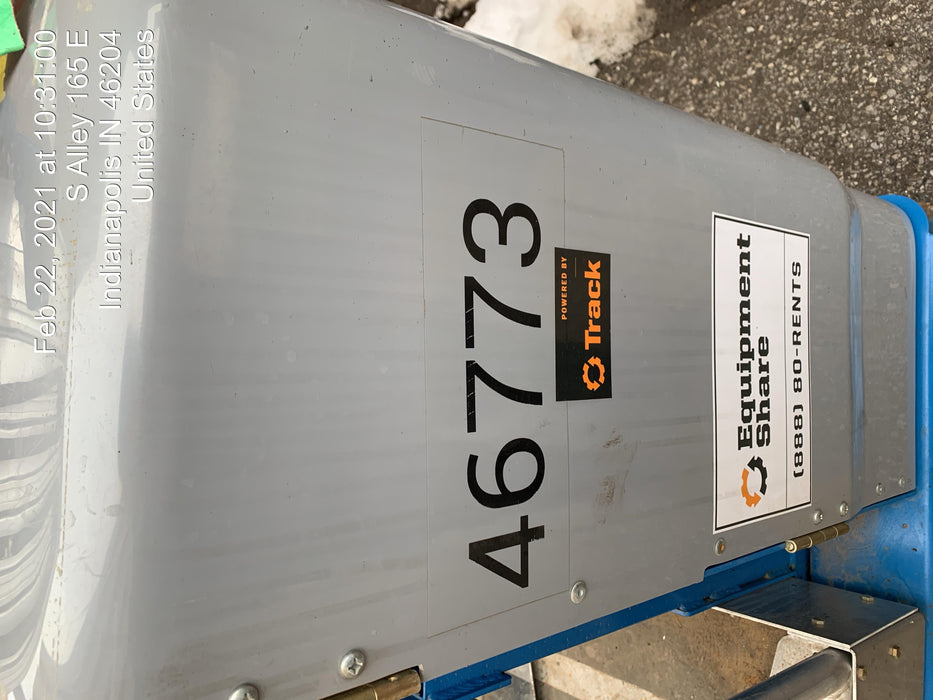 Feb 22, 2021 at 10:31:00
S Alley 165 E
Indianapolis IN 46204
United States
46773
POWERED BY
Track
Equipment
Share
(888) 80-RENTS